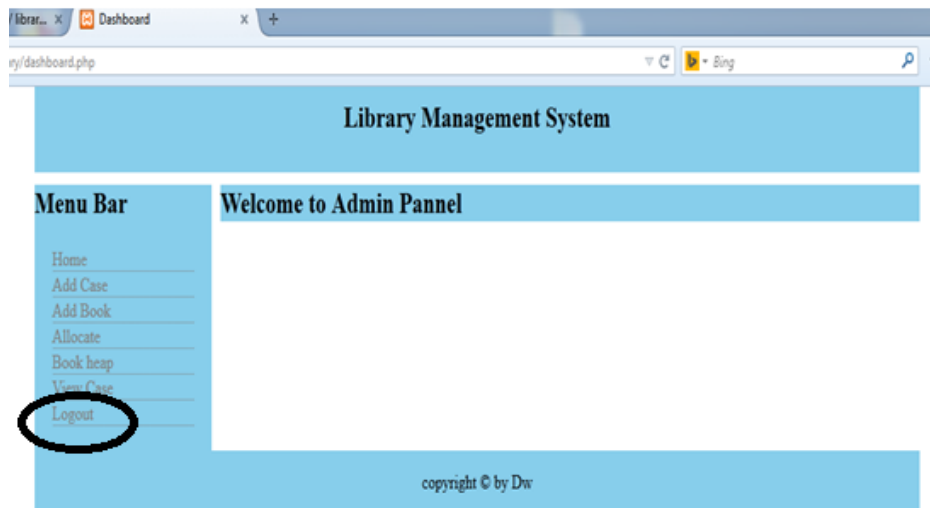 librar... x
Dashboard x +
ry/dashboard.php
Bing
Library Management System
Menu Bar
Welcome to Admin Pannel
Home
Add Case
Add Book
Allocate
Book heap
View Case
Logout
copyright © by Dw